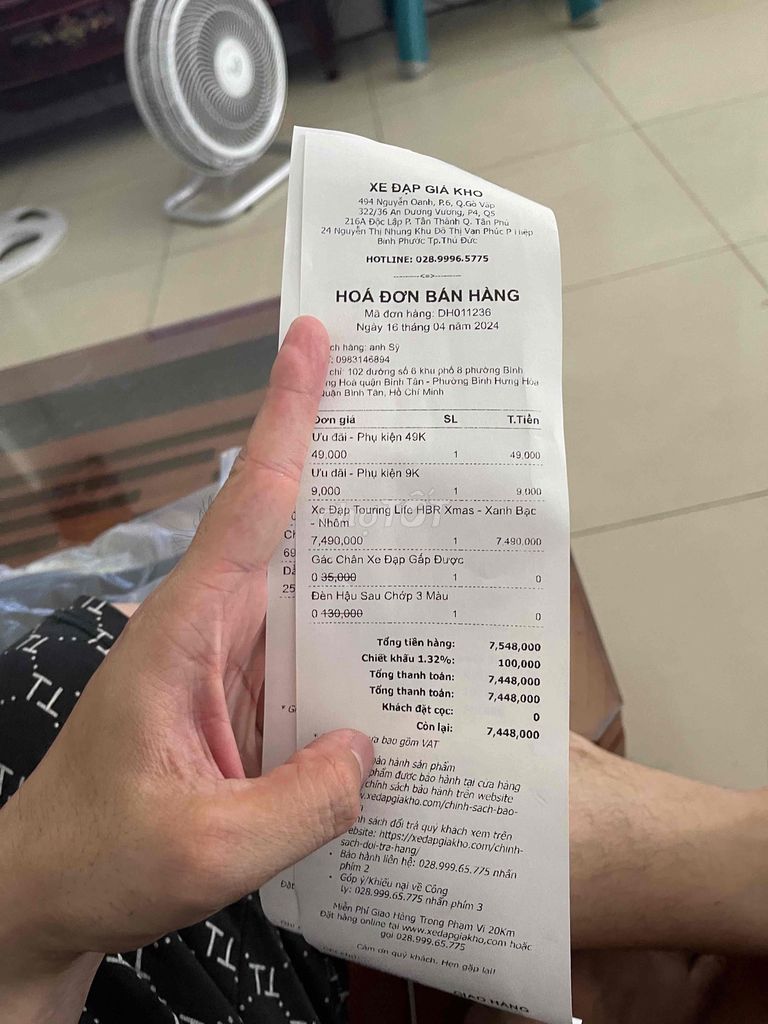 XE ĐẠP GIÁ KHO
494 Nguyễn Oanh, P.6, Q.Gò Vấp
322/36 An Dương Vương, P4, Q5
216A Độc Lập P. Tân Thành Q. Tân Phú
24 Nguyễn Thị Nhung Khu Đô Thị Vạn Phúc P
Bình Phước Tp.Thủ Đức
HOTLINE: 028.9996.5775
HOÁ ĐƠN BÁN HÀNG
Mã đơn hàng: DH011236
Ngày 16 tháng 04 năm 2024
ch hàng: anh Sỹ
: 0983146894
chỉ: 102 đường số 6 khu phố 8 phường Bình
ng Hoà quận Bình Tân - Phường Bình Hưng Hòa
uận Bình Tân, Hồ Chí Minh
Đơn giá SL T.Tiền
Ưu đãi - Phụ kiện 49K
49,000 1 49,000
Ưu đãi - Phụ kiện 9K
9,000 1 9,000
Xe Đạp Touring Life HBR Xmas - Xanh Bạc
- Nhôm
7,490,000 1 7,490,000
Gác Chân Xe Đạp Gấp Được
0 35,000 1 0
Đèn Hậu Sau Chớp 3 Màu
0 130,000 1 0
Tổng tiền hàng: 7,548,000
Chiết khấu 1.32%: 100,000
Tổng thanh toán: 7,448,000
Tổng thanh toán: 7,448,000
Khách đặt cọc: 0
Còn lại: 7,448,000
ưa bao gồm VAT
ảo hành sản phẩm
phẩm được bảo hành tại cửa hàng
chính sách bảo hành trên website
.xedapgiakho.com/chinh-sach-bao-
nh sách đổi trả quý khách xem trên
ebsite: https://xedapgiakho.com/chinh-
sach-doi-tra-hang/
• Bảo hành liên hệ: 028.999.65.775 nhấn
phím 2
• Góp ý/Khiếu nại về Công
ty: 028.999.65.775 nhấn phím 3
Miễn Phí Giao Hàng Trong Phạm Vi 20Km
Đặt hàng online tại www.xedapgiakho.com hoặc
gọi 028.999.65.775
Cảm ơn quý khách. Hẹn gặp lại!
GIAO HÀNG